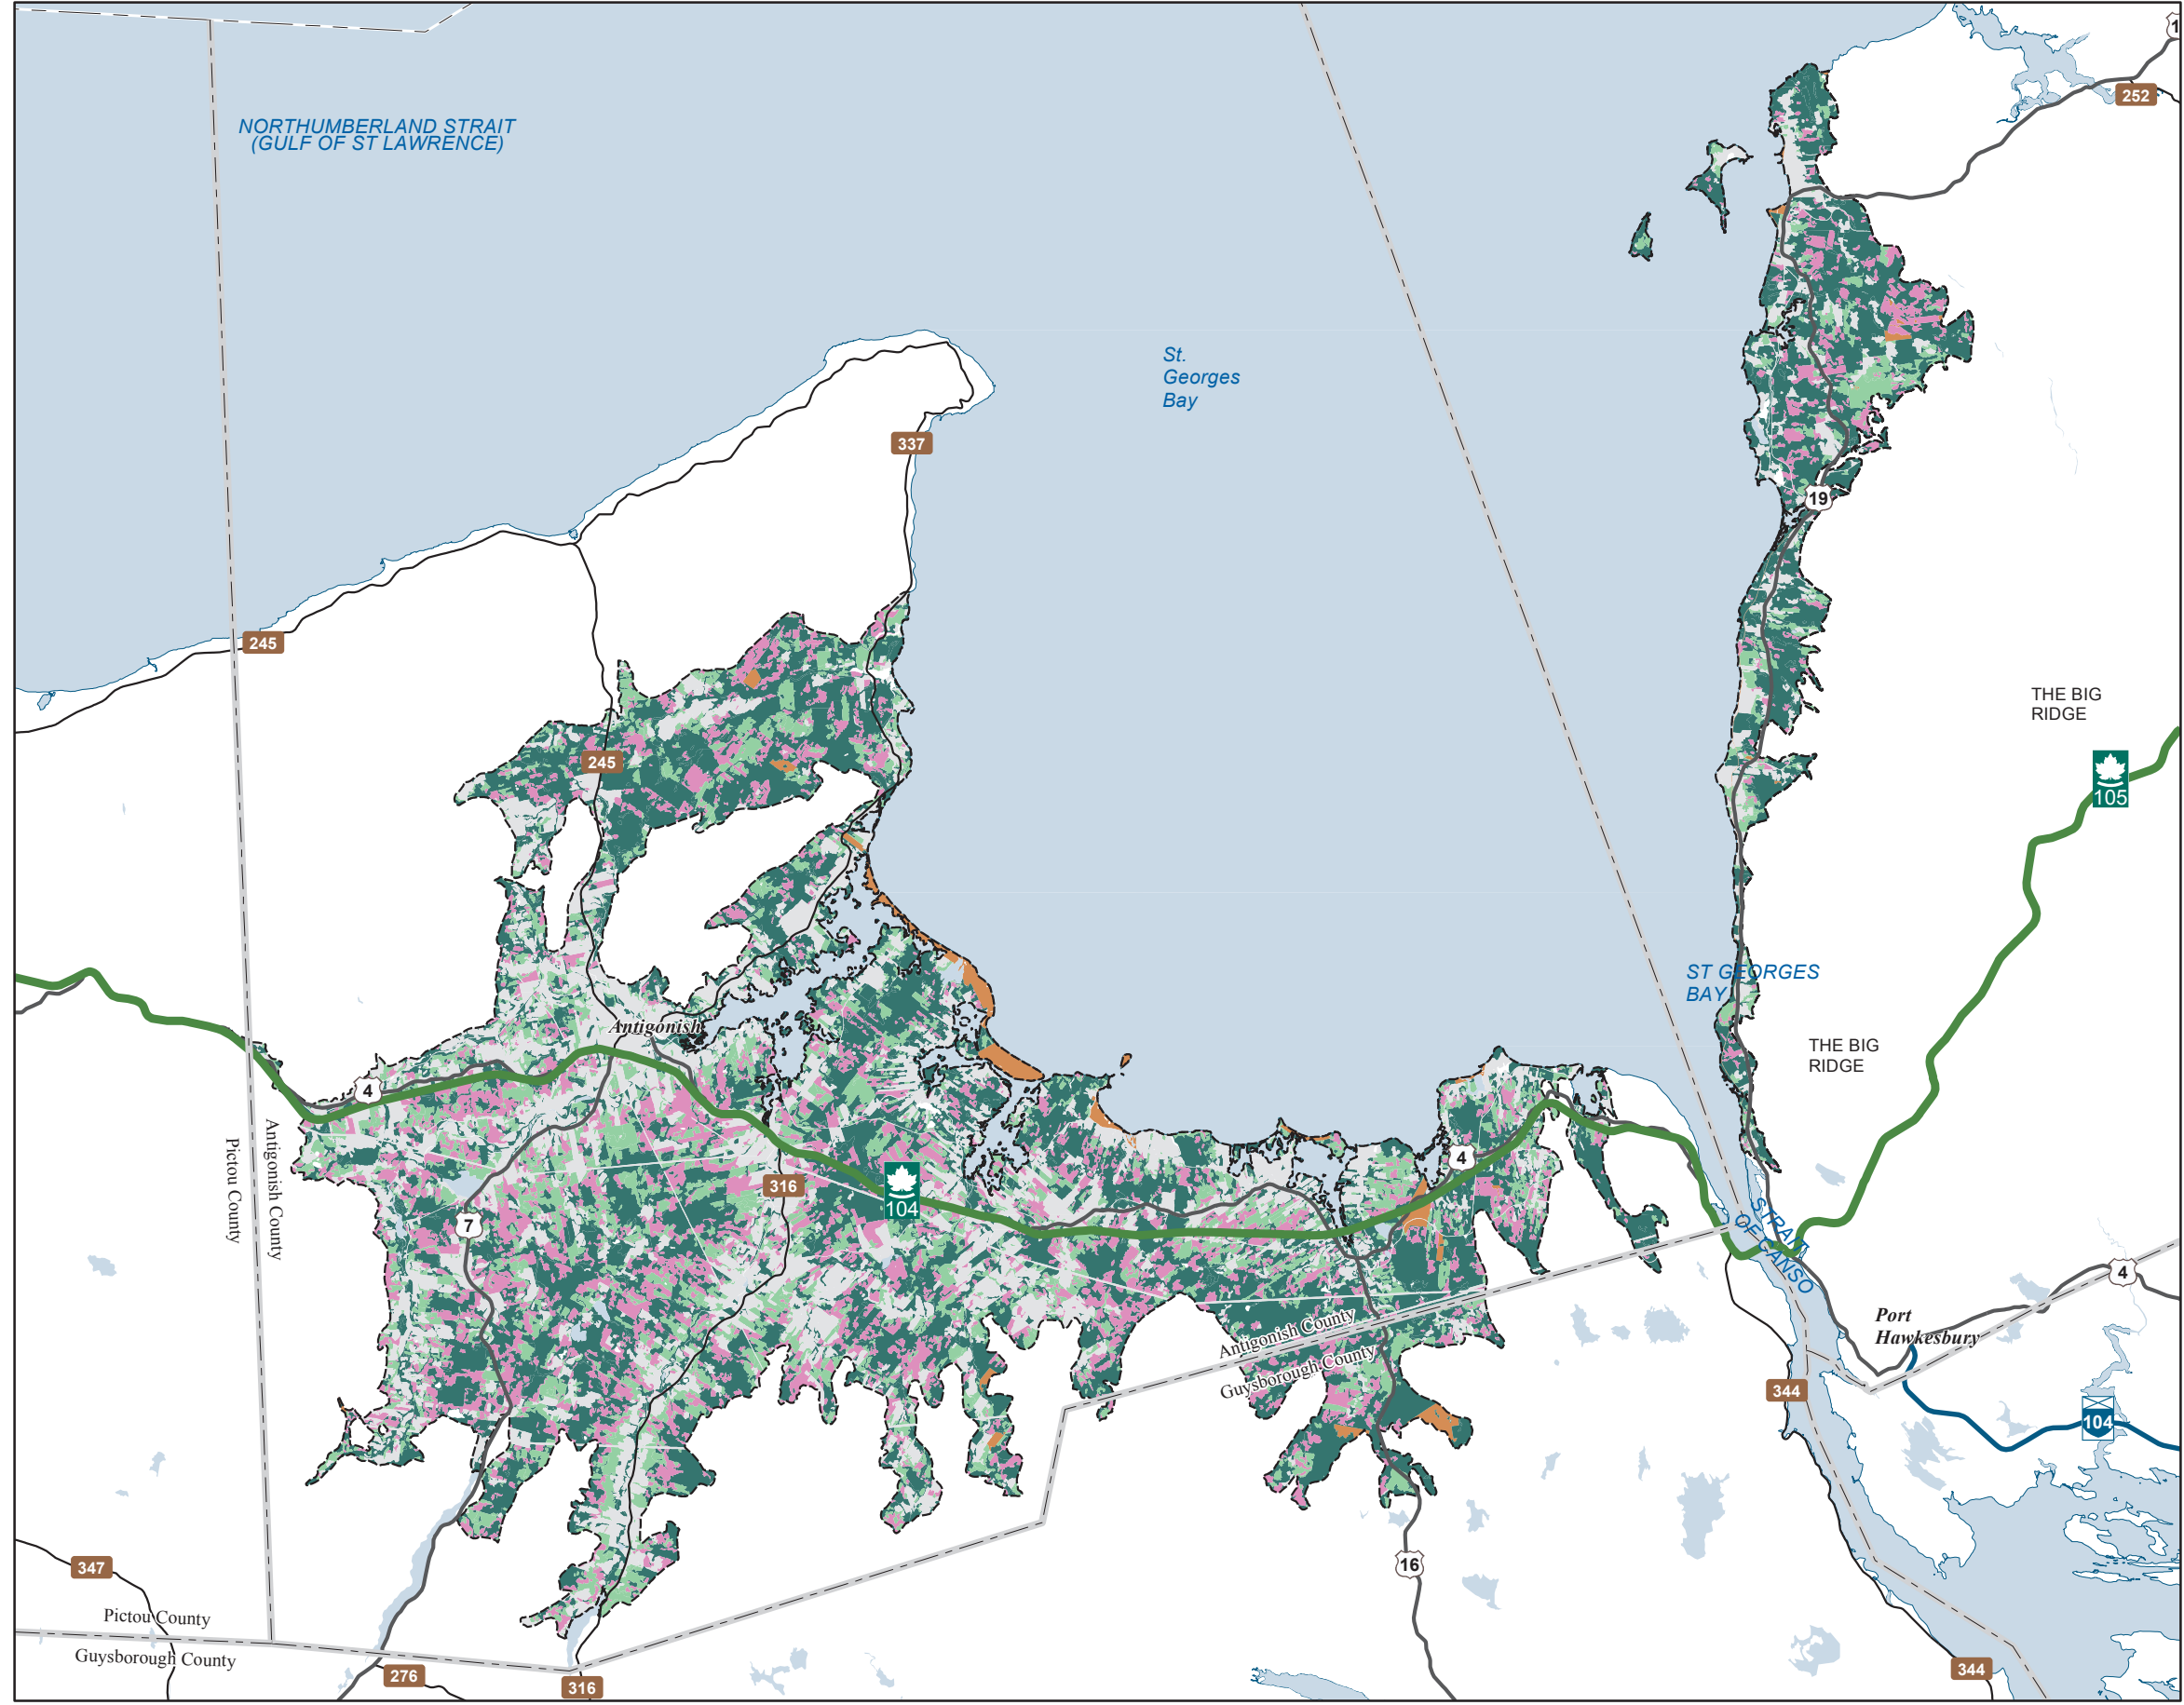 1
252
NORTHUMBERLAND STRAIT
(GULF OF ST LAWRENCE)
St.
Georges
Bay
337
19
245
THE BIG
RIDGE
245
105
ST GEORGES
BAY
Antigonish
THE BIG
RIDGE
4
Antigonish County
Pictou County
4
316
104
7
STRAIT
OF CANSO
4
Antigonish County
Guysborough County
Port
Hawkesbury
344
104
16
347
Pictou County
Guysborough County
276
316
344